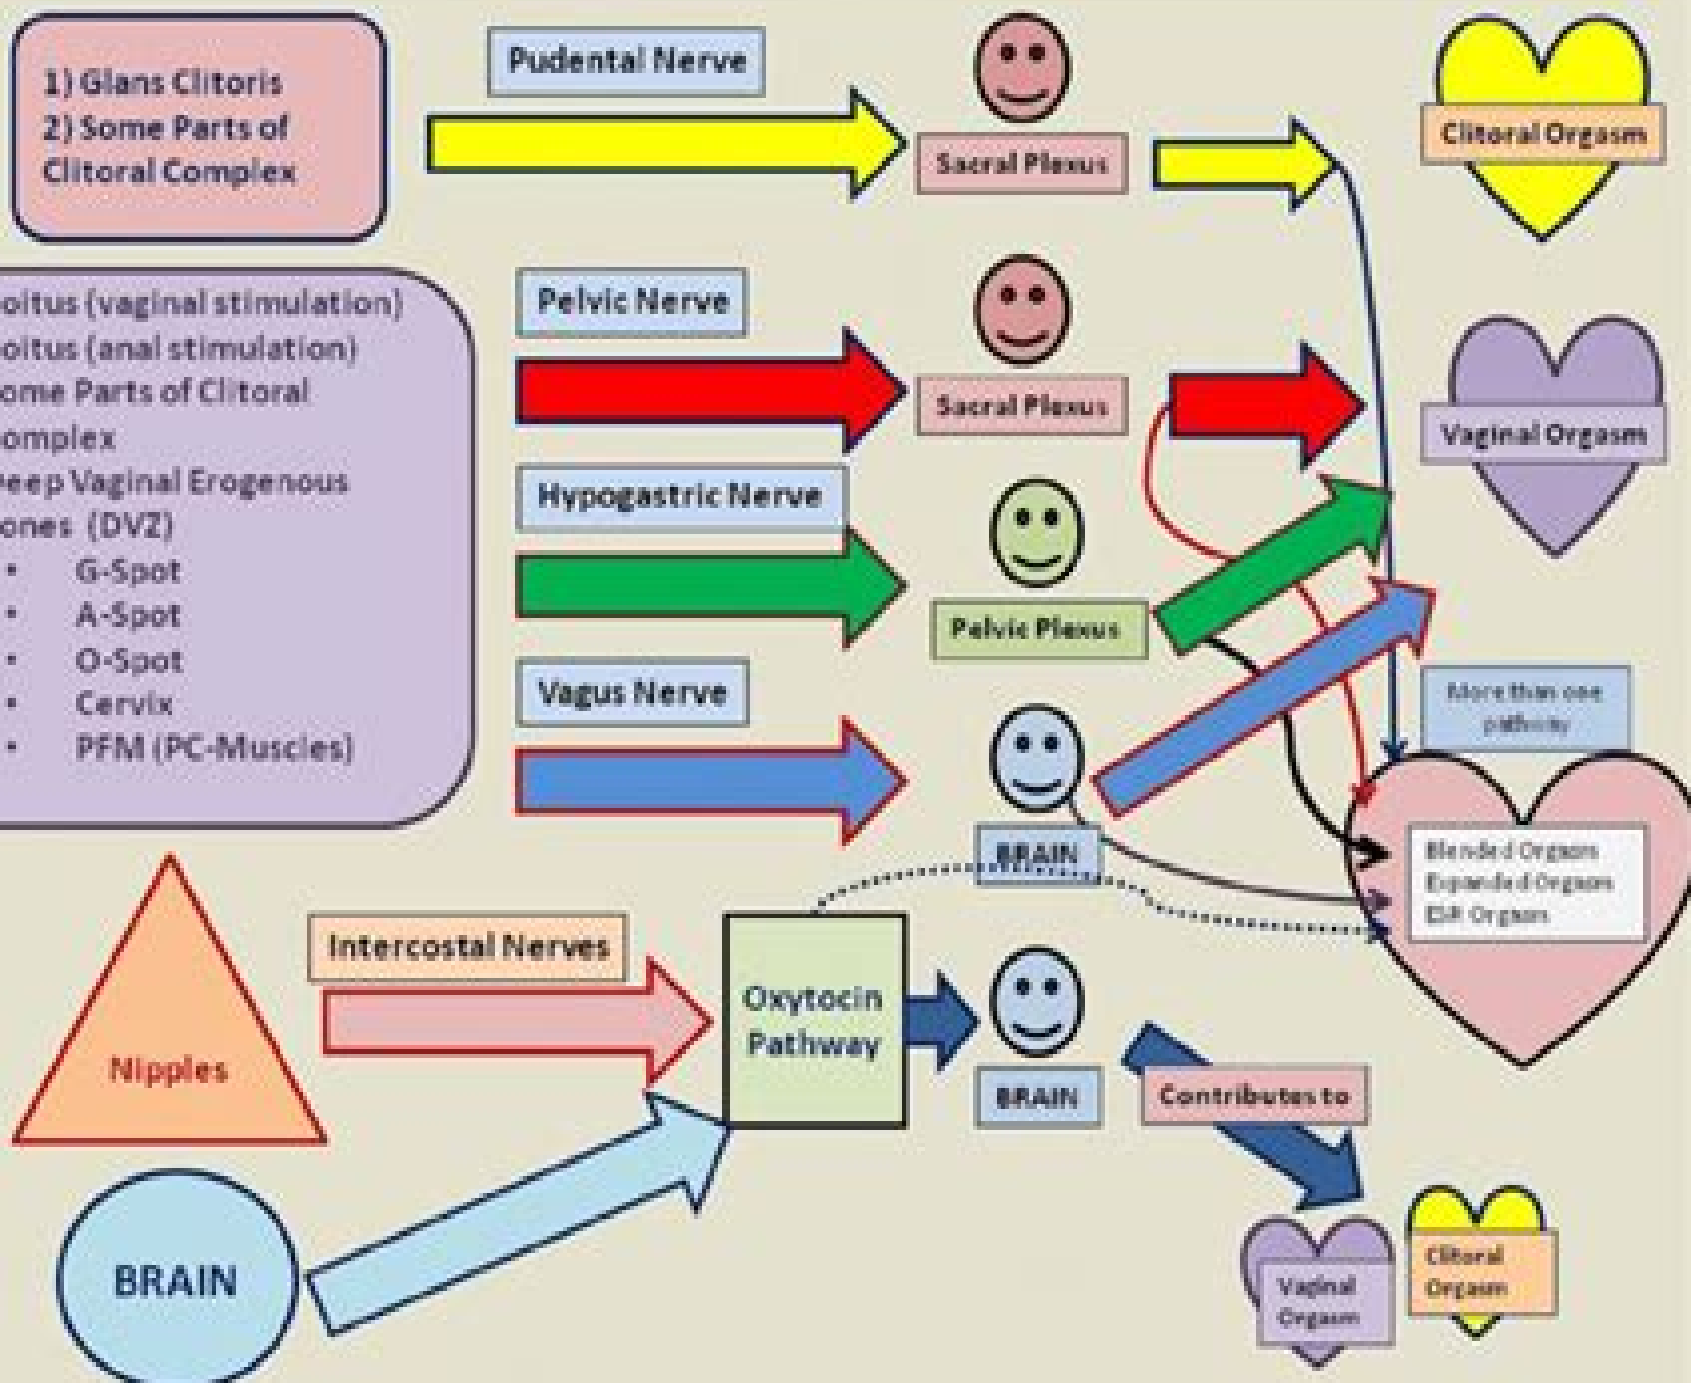 1) Glans Clitoris
2) Some Parts of
Clitoral Complex
Pudental Nerve
Sacral Plexus
Clitoral Orgasm
oitus (vaginal stimulation)
oitus (anal stimulation)
ome Parts of Clitoral
omplex
eep Vaginal Erogenous
ones (DVZ)
• G-Spot
• A-Spot
• O-Spot
• Cervix
• PFM (PC-Muscles)
Pelvic Nerve
Sacral Plexus
Vaginal Orgasm
Hypogastric Nerve
Pelvic Plexus
Vagus Nerve
BRAIN
More than one
pathway
Blended Orgasm
Expanded Orgasm
ESR Orgasm
Nipples
Intercostal Nerves
Oxytocin
Pathway
BRAIN
Contributes to
BRAIN
Vaginal
Orgasm
Clitoral
Orgasm